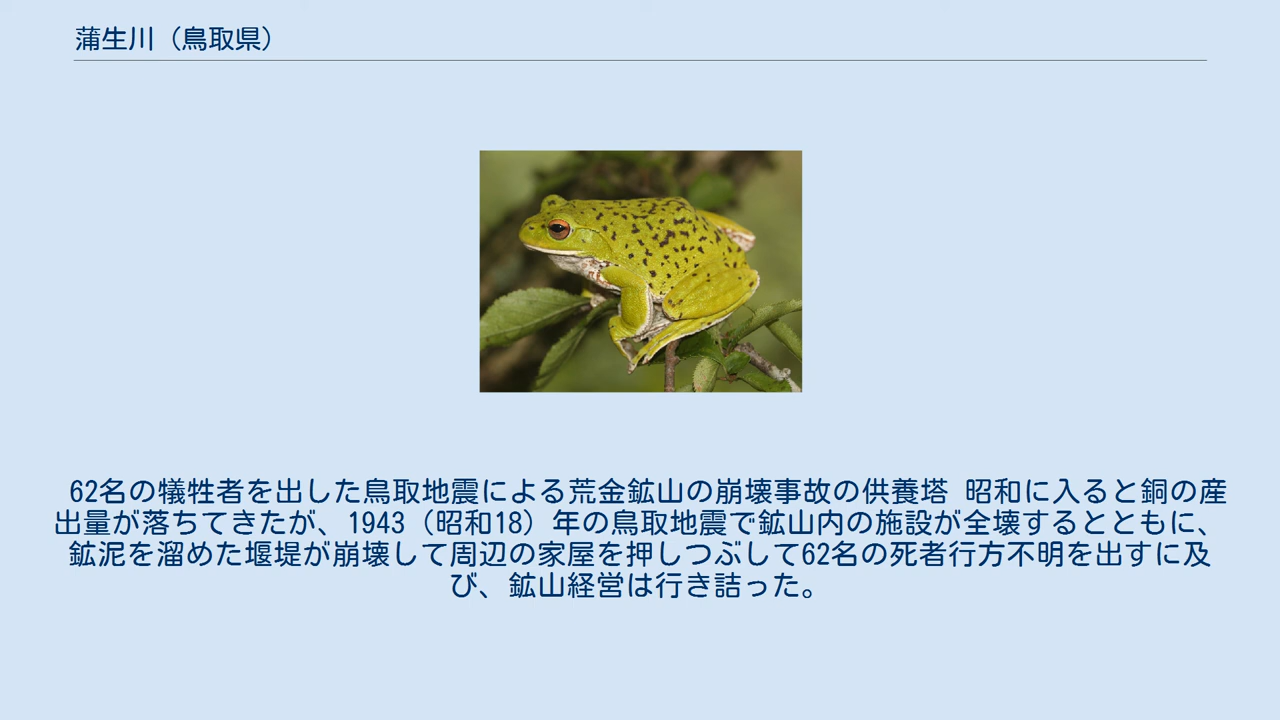 蒲生川（鳥取県）
62名の犠牲者を出した鳥取地震による荒金鉱山の崩壊事故の供養塔 昭和に入ると銅の産
出量が落ちてきたが、1943（昭和18）年の鳥取地震で鉱山内の施設が全壊するとともに、
鉱泥を溜めた堰堤が崩壊して周辺の家屋を押しつぶして62名の死者行方不明を出すに及
び、鉱山経営は行き詰った。